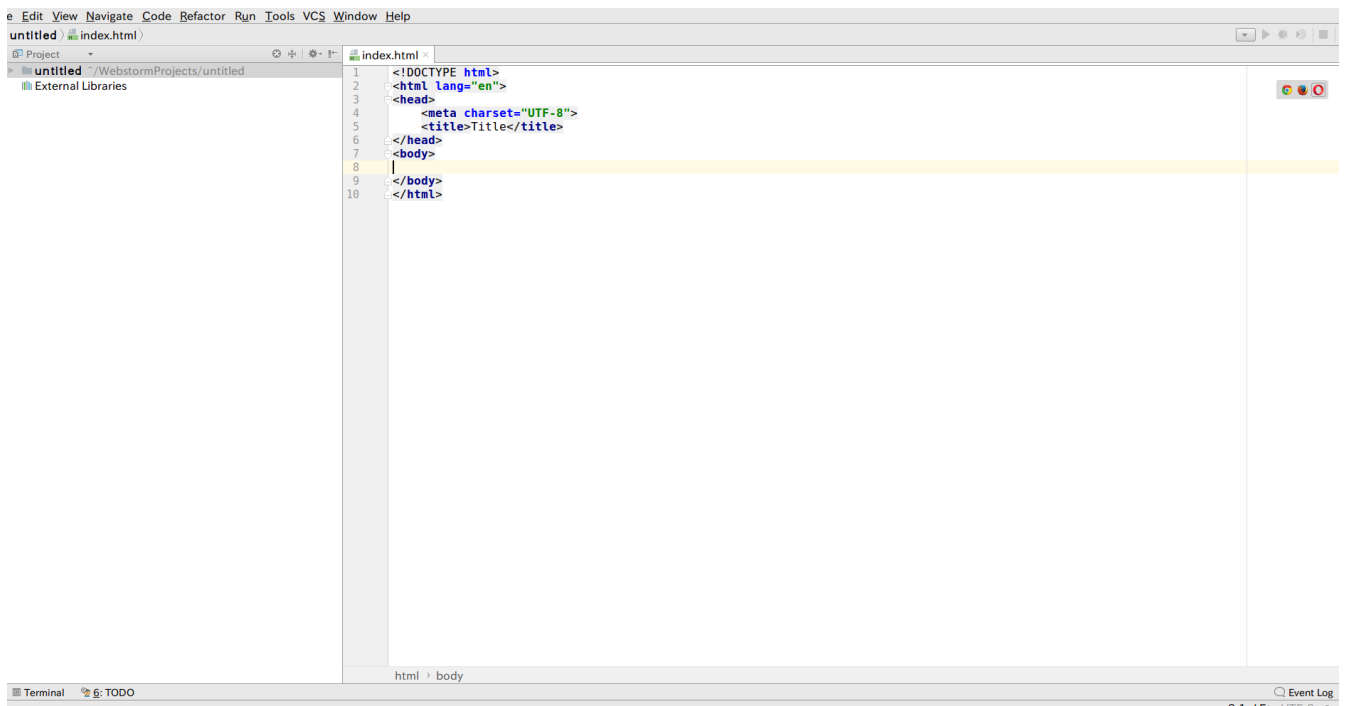 e Edit View Navigate Code Refactor Run Tools VCS Window Help
untitled index.html
Project
index.html
untitled ~/WebstormProjects/untitled
External Libraries
1 <!DOCTYPE html>
2 <html lang="en">
3 <head>
4 <meta charset="UTF-8">
5 <title>Title</title>
6 </head>
7 <body>
8
9 </body>
10 </html>
html › body
Terminal 6: TODO Event Log